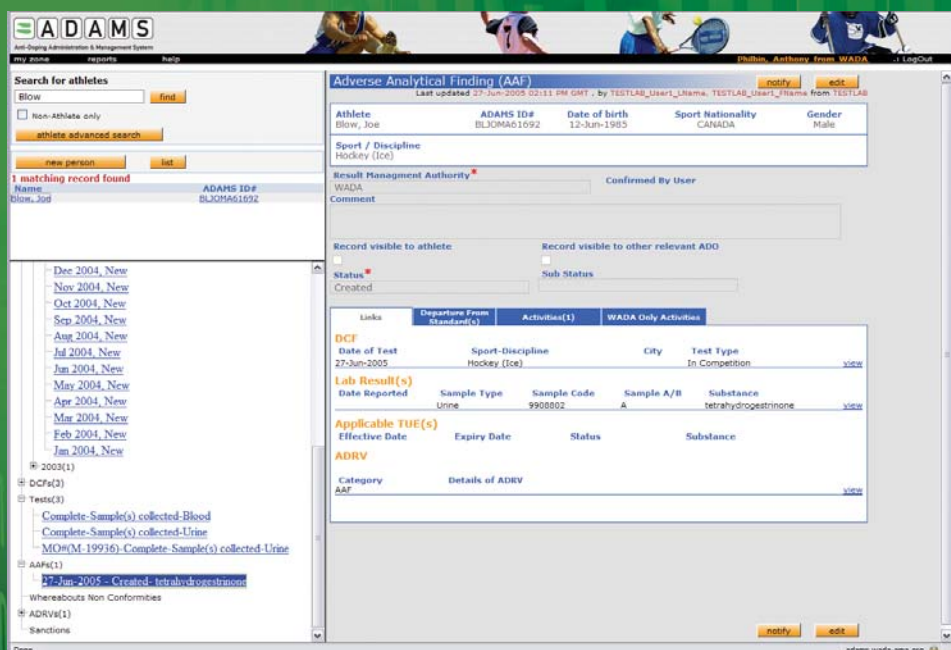 ADAMS
Anti-Doping Administration & Management System
my zone reports help
Philbin, Anthony from WADA LogOut
Search for athletes
Blow find
Non-Athlete only
athlete advanced search
new person list
1 matching record found
Name ADAMS ID#
Blow, Joe BLJOMA61692
Dec 2004, New
Nov 2004, New
Oct 2004, New
Sep 2004, New
Aug 2004, New
Jul 2004, New
Jun 2004, New
May 2004, New
Apr 2004, New
Mar 2004, New
Feb 2004, New
Jan 2004, New
2003(1)
DCFs(3)
Tests(3)
Complete-Sample(s) collected-Blood
Complete-Sample(s) collected-Urine
MO#(M-19936)-Complete-Sample(s) collected-Urine
AAFs(1)
27-Jun-2005 - Created- tetrahydrogestrinone
Whereabouts Non Conformities
ADRVs(1)
Sanctions
Adverse Analytical Finding (AAF) notify edit
Last updated 27-Jun-2005 02:11 PM GMT , by TESTLAB_User1_LName, TESTLAB_User1_FName from TESTLAB
Athlete ADAMS ID# Date of birth Sport Nationality Gender
Blow, Joe BLJOMA61692 12-Jun-1985 CANADA Male
Sport / Discipline
Hockey (Ice)
Result Managment Authority* Confirmed By User
WADA
Comment
Record visible to athlete Record visible to other relevant ADO
Status* Sub Status
Created
Links Departure From Standard(s) Activities(1) WADA Only Activities
DCF
Date of Test Sport-Discipline City Test Type
27-Jun-2005 Hockey (Ice) In Competition view
Lab Result(s)
Date Reported Sample Type Sample Code Sample A/B Substance
Urine 9908802 A tetrahydrogestrinone view
Applicable TUE(s)
Effective Date Expiry Date Status Substance
ADRV
Category Details of ADRV
AAF view
notify edit
Done